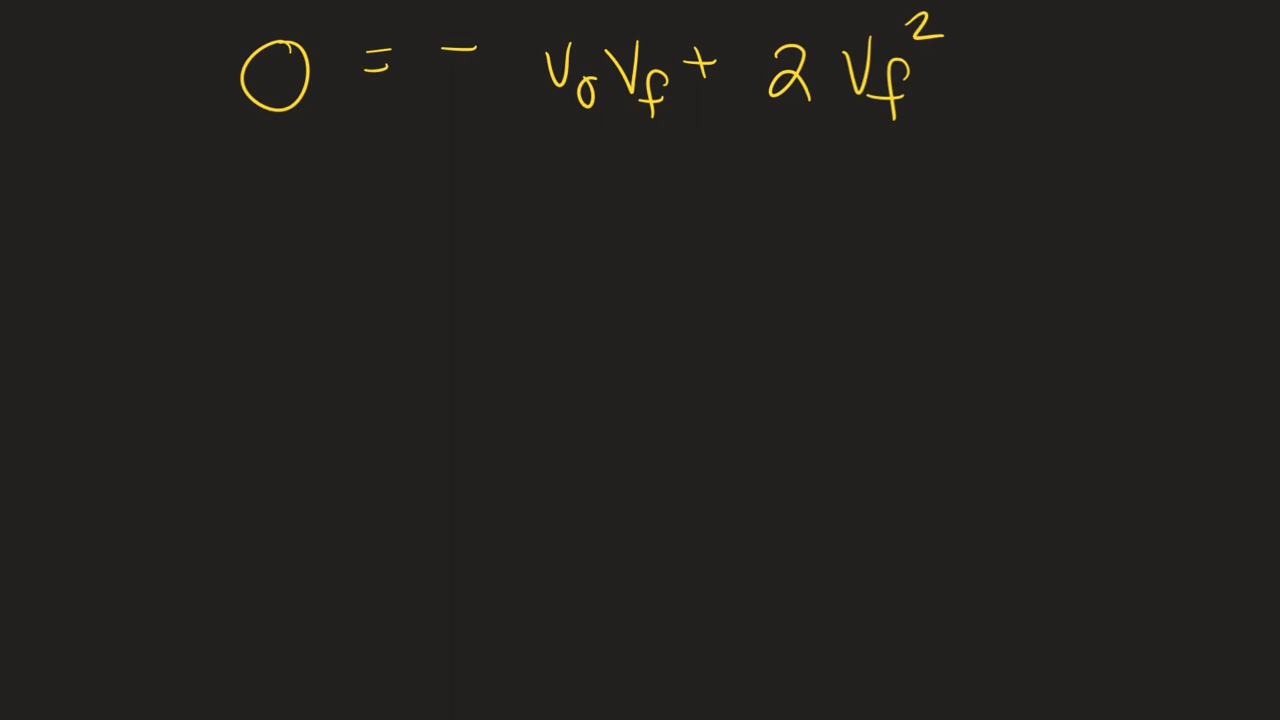 0 = - v₀v_f + 2 v_f²